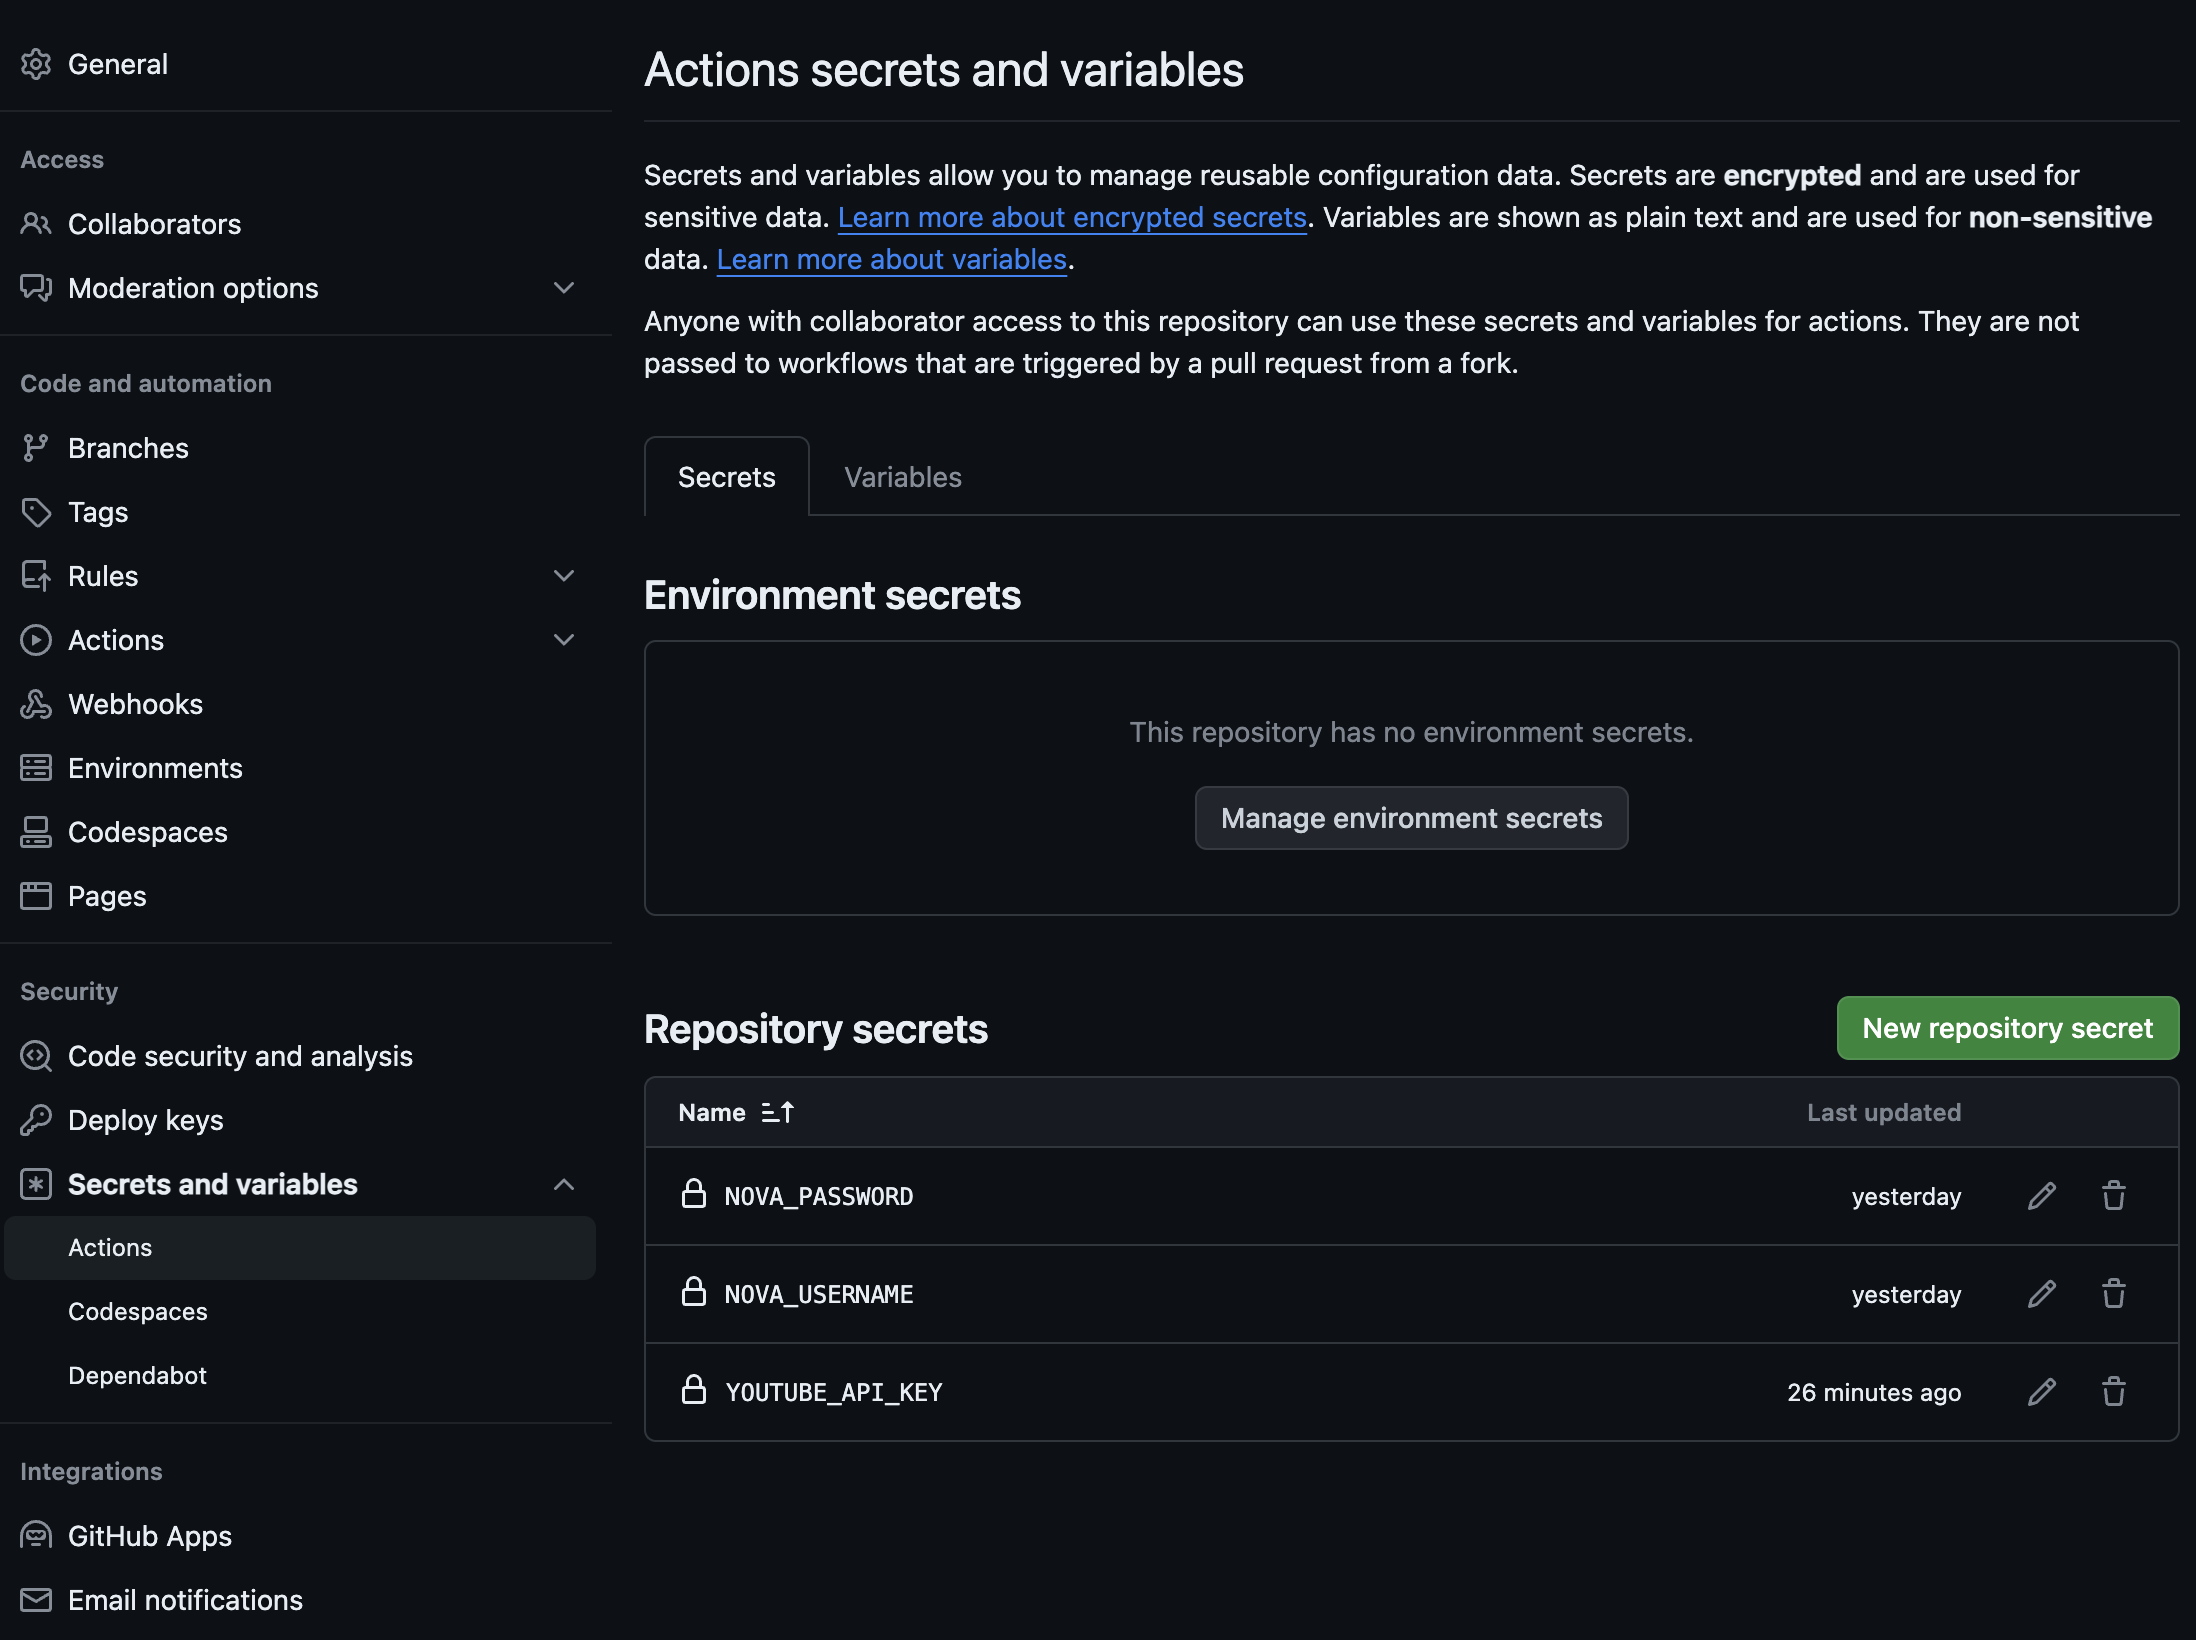 General
Access
Collaborators
Moderation options
Code and automation
Branches
Tags
Rules
Actions
Webhooks
Environments
Codespaces
Pages
Security
Code security and analysis
Deploy keys
Secrets and variables
Actions
Codespaces
Dependabot
Integrations
GitHub Apps
Email notifications
Actions secrets and variables
Secrets and variables allow you to manage reusable configuration data. Secrets are encrypted and are used for
sensitive data. Learn more about encrypted secrets. Variables are shown as plain text and are used for non-sensitive
data. Learn more about variables.
Anyone with collaborator access to this repository can use these secrets and variables for actions. They are not
passed to workflows that are triggered by a pull request from a fork.
Secrets Variables
Environment secrets
This repository has no environment secrets.
Manage environment secrets
Repository secrets New repository secret
Name Last updated
NOVA_PASSWORD yesterday
NOVA_USERNAME yesterday
YOUTUBE_API_KEY 26 minutes ago